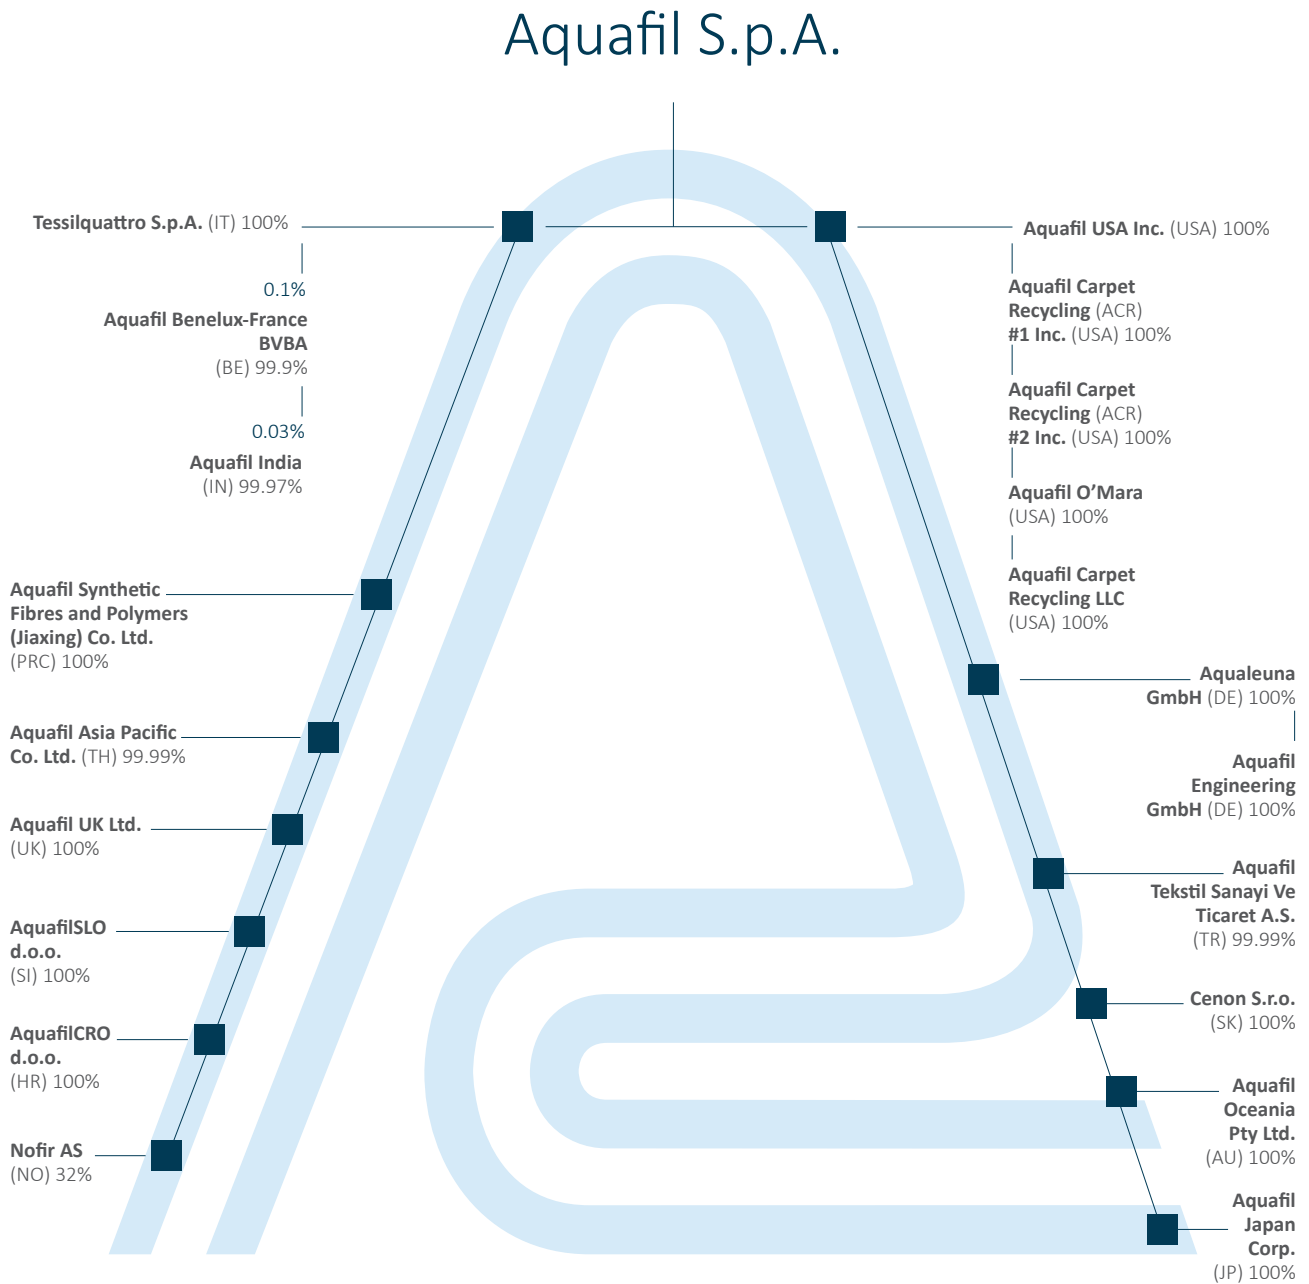 Aquafil S.p.A.
Tessilquattro S.p.A. (IT) 100%
0.1%
Aquafil Benelux-France
BVBA
(BE) 99.9%
0.03%
Aquafil India
(IN) 99.97%
Aquafil Synthetic
Fibres and Polymers
(Jiaxing) Co. Ltd.
(PRC) 100%
Aquafil Asia Pacific
Co. Ltd. (TH) 99.99%
Aquafil UK Ltd.
(UK) 100%
AquafilSLO
d.o.o.
(SI) 100%
AquafilCRO
d.o.o.
(HR) 100%
Nofir AS
(NO) 32%
Aquafil USA Inc. (USA) 100%
Aquafil Carpet
Recycling (ACR)
#1 Inc. (USA) 100%
Aquafil Carpet
Recycling (ACR)
#2 Inc. (USA) 100%
Aquafil O’Mara
(USA) 100%
Aquafil Carpet
Recycling LLC
(USA) 100%
Aqualeuna
GmbH (DE) 100%
Aquafil
Engineering
GmbH (DE) 100%
Aquafil
Tekstil Sanayi Ve
Ticaret A.S.
(TR) 99.99%
Cenon S.r.o.
(SK) 100%
Aquafil
Oceania
Pty Ltd.
(AU) 100%
Aquafil
Japan
Corp.
(JP) 100%